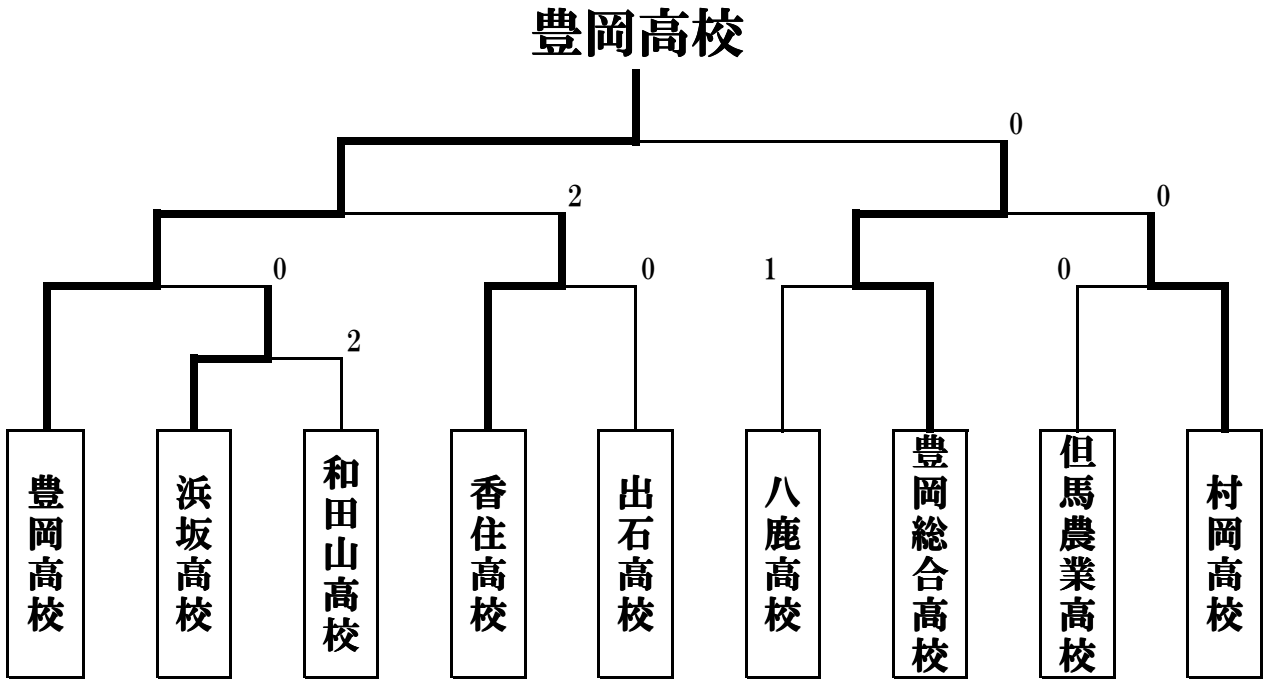 豊岡高校
0
2
0
0
0
1
0
2
豊岡高校
浜坂高校
和田山高校
香住高校
出石高校
八鹿高校
豊岡総合高校
但馬農業高校
村岡高校